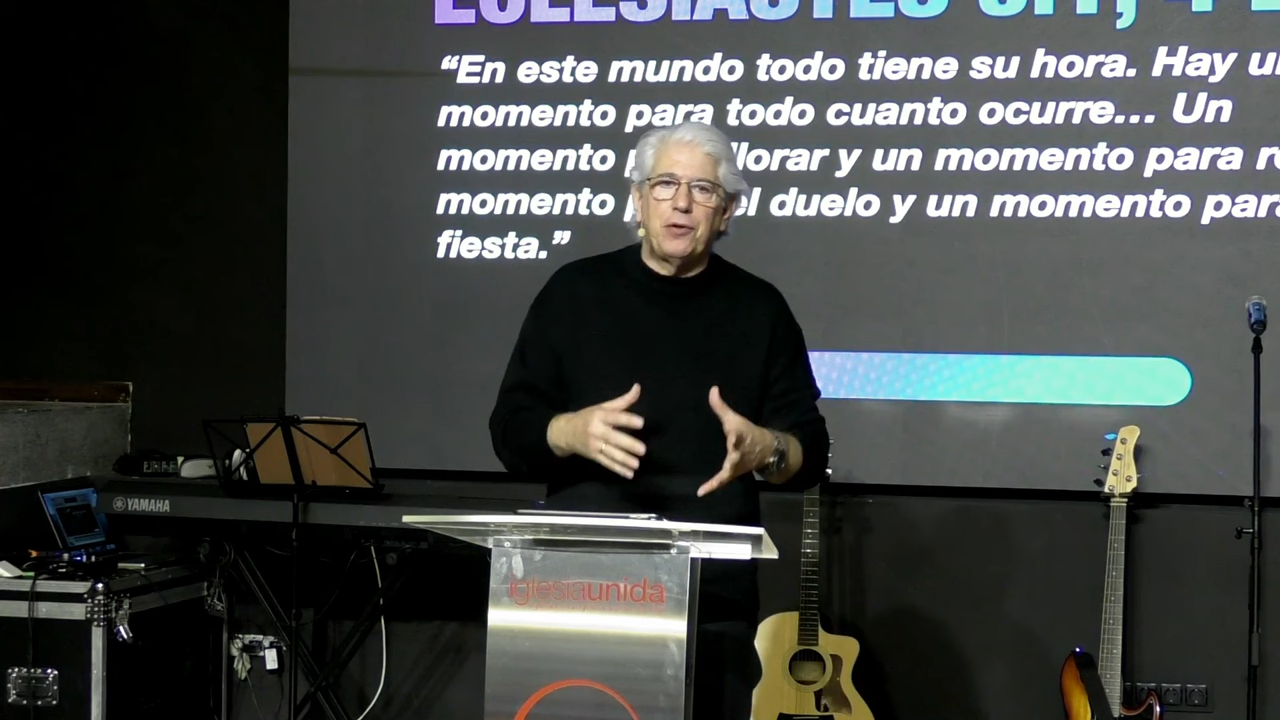 “En este mundo todo tiene su hora. Hay
momento para todo cuanto ocurre... Un
momento llorar y un momento para
momento el duelo y un momento
fiesta.”
YAMAHA
iglesiaunida